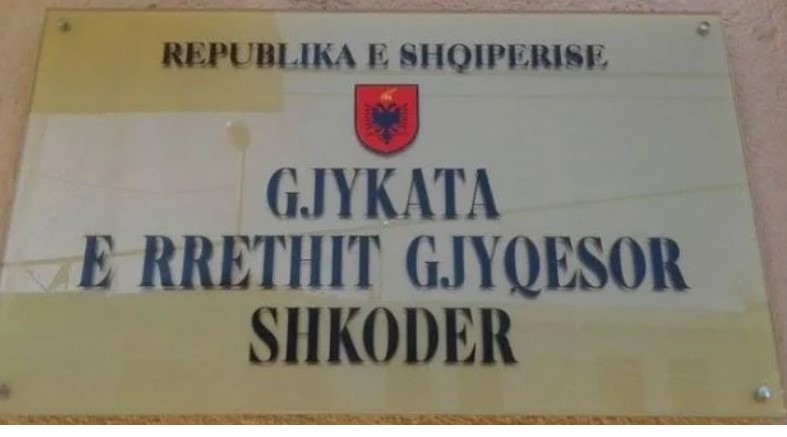 REPUBLIKA E SHQIPERISE
GJYKATA
E RRETHIT GJYQESOR
SHKODER